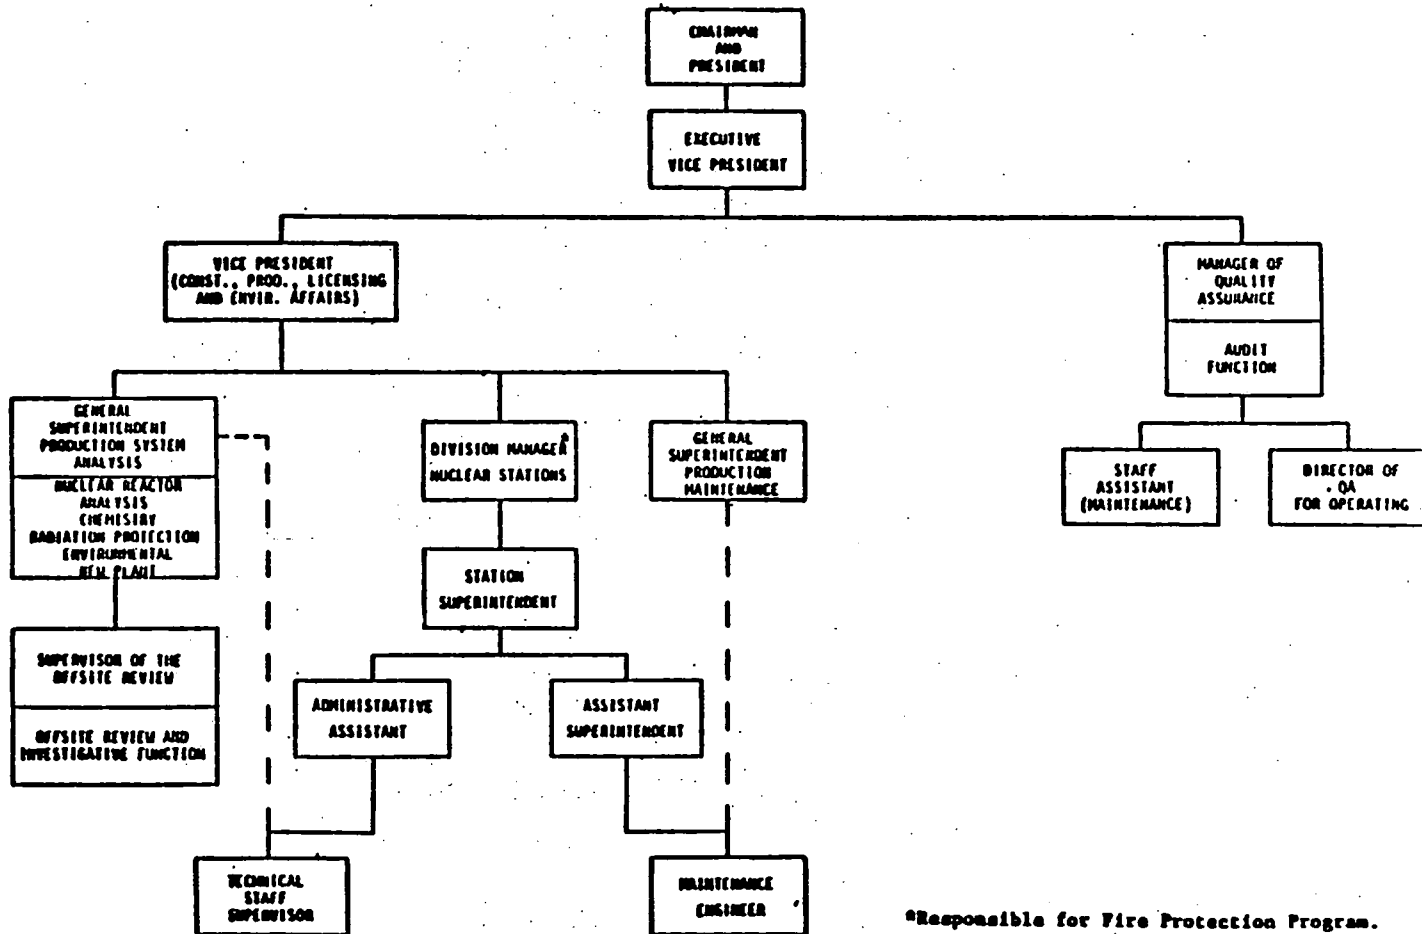 CHAIRMAN
AND
PRESIDENT
EXECUTIVE
VICE PRESIDENT
VICE PRESIDENT
(CONST., PROD., LICENSING
AND ENVIR. AFFAIRS)
MANAGER OF
QUALITY
ASSURANCE
AUDIT
FUNCTION
GENERAL
SUPERINTENDENT
PRODUCTION SYSTEM
ANALYSIS
NUCLEAR REACTOR
ANALYSIS
CHEMISTRY
RADIATION PROTECTION
ENVIRONMENTAL
NEW PLANT
DIVISION MANAGER*
NUCLEAR STATIONS
GENERAL
SUPERINTENDENT
PRODUCTION
MAINTENANCE
STAFF
ASSISTANT
(MAINTENANCE)
DIRECTOR OF
QA
FOR OPERATING
STATION
SUPERINTENDENT
SUPERVISOR OF THE
OFFSITE REVIEW
OFFSITE REVIEW AND
INVESTIGATIVE FUNCTION
ADMINISTRATIVE
ASSISTANT
ASSISTANT
SUPERINTENDENT
TECHNICAL
STAFF
SUPERVISOR
MAINTENANCE
ENGINEER
*Responsible for Fire Protection Program.